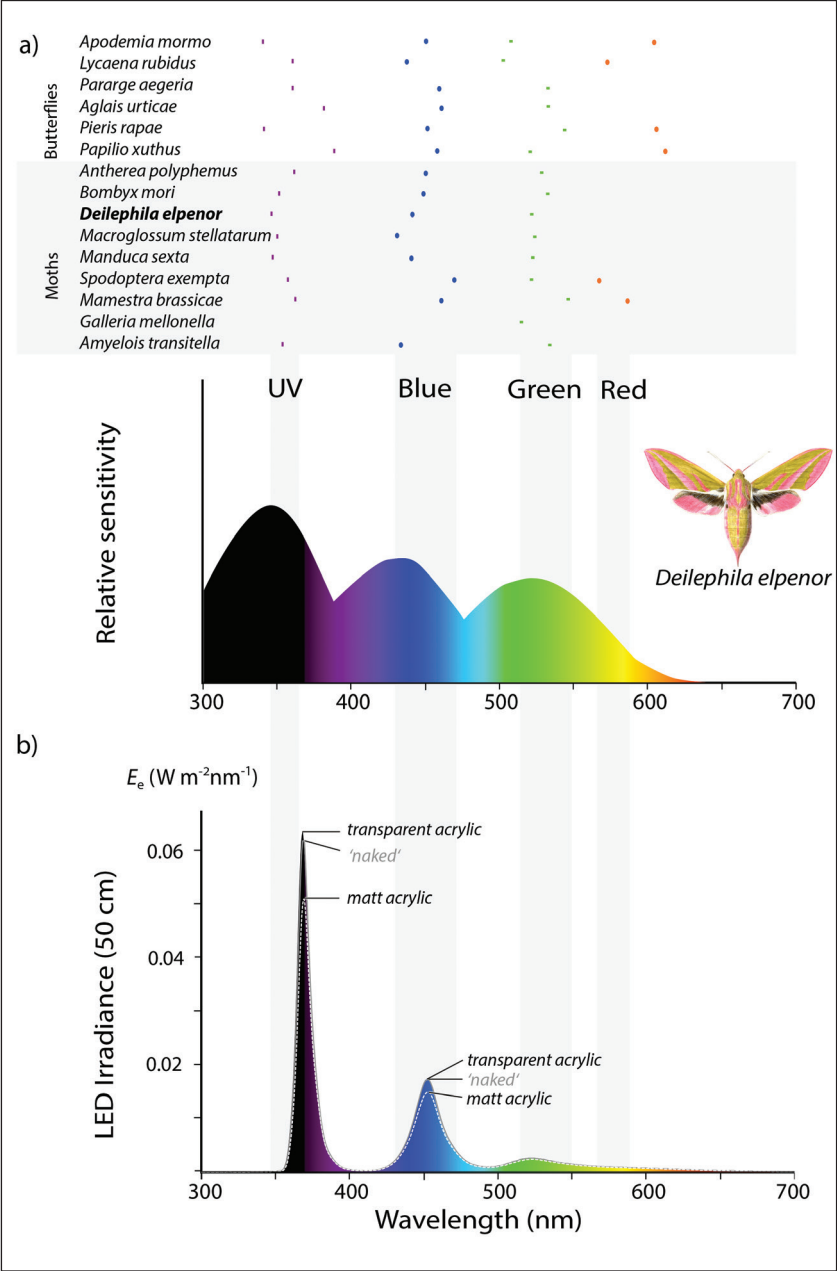 a)
Butterflies
Apodemia mormo
Lycaena rubidus
Pararge aegeria
Aglais urticae
Pieris rapae
Papilio xuthus
Moths
Antherea polyphemus
Bombyx mori
Deilephila elpenor
Macroglossum stellatarum
Manduca sexta
Spodoptera exempta
Mamestra brassicae
Galleria mellonella
Amyelois transitella
UV Blue Green Red
Relative sensitivity
Deilephila elpenor
300 400 500 600 700
b)
Eₑ (W m⁻²nm⁻¹)
LED Irradiance (50 cm)
0.06
0.04
0.02
transparent acrylic
‘naked‘
matt acrylic
transparent acrylic
‘naked‘
matt acrylic
300 400 500 600 700
Wavelength (nm)